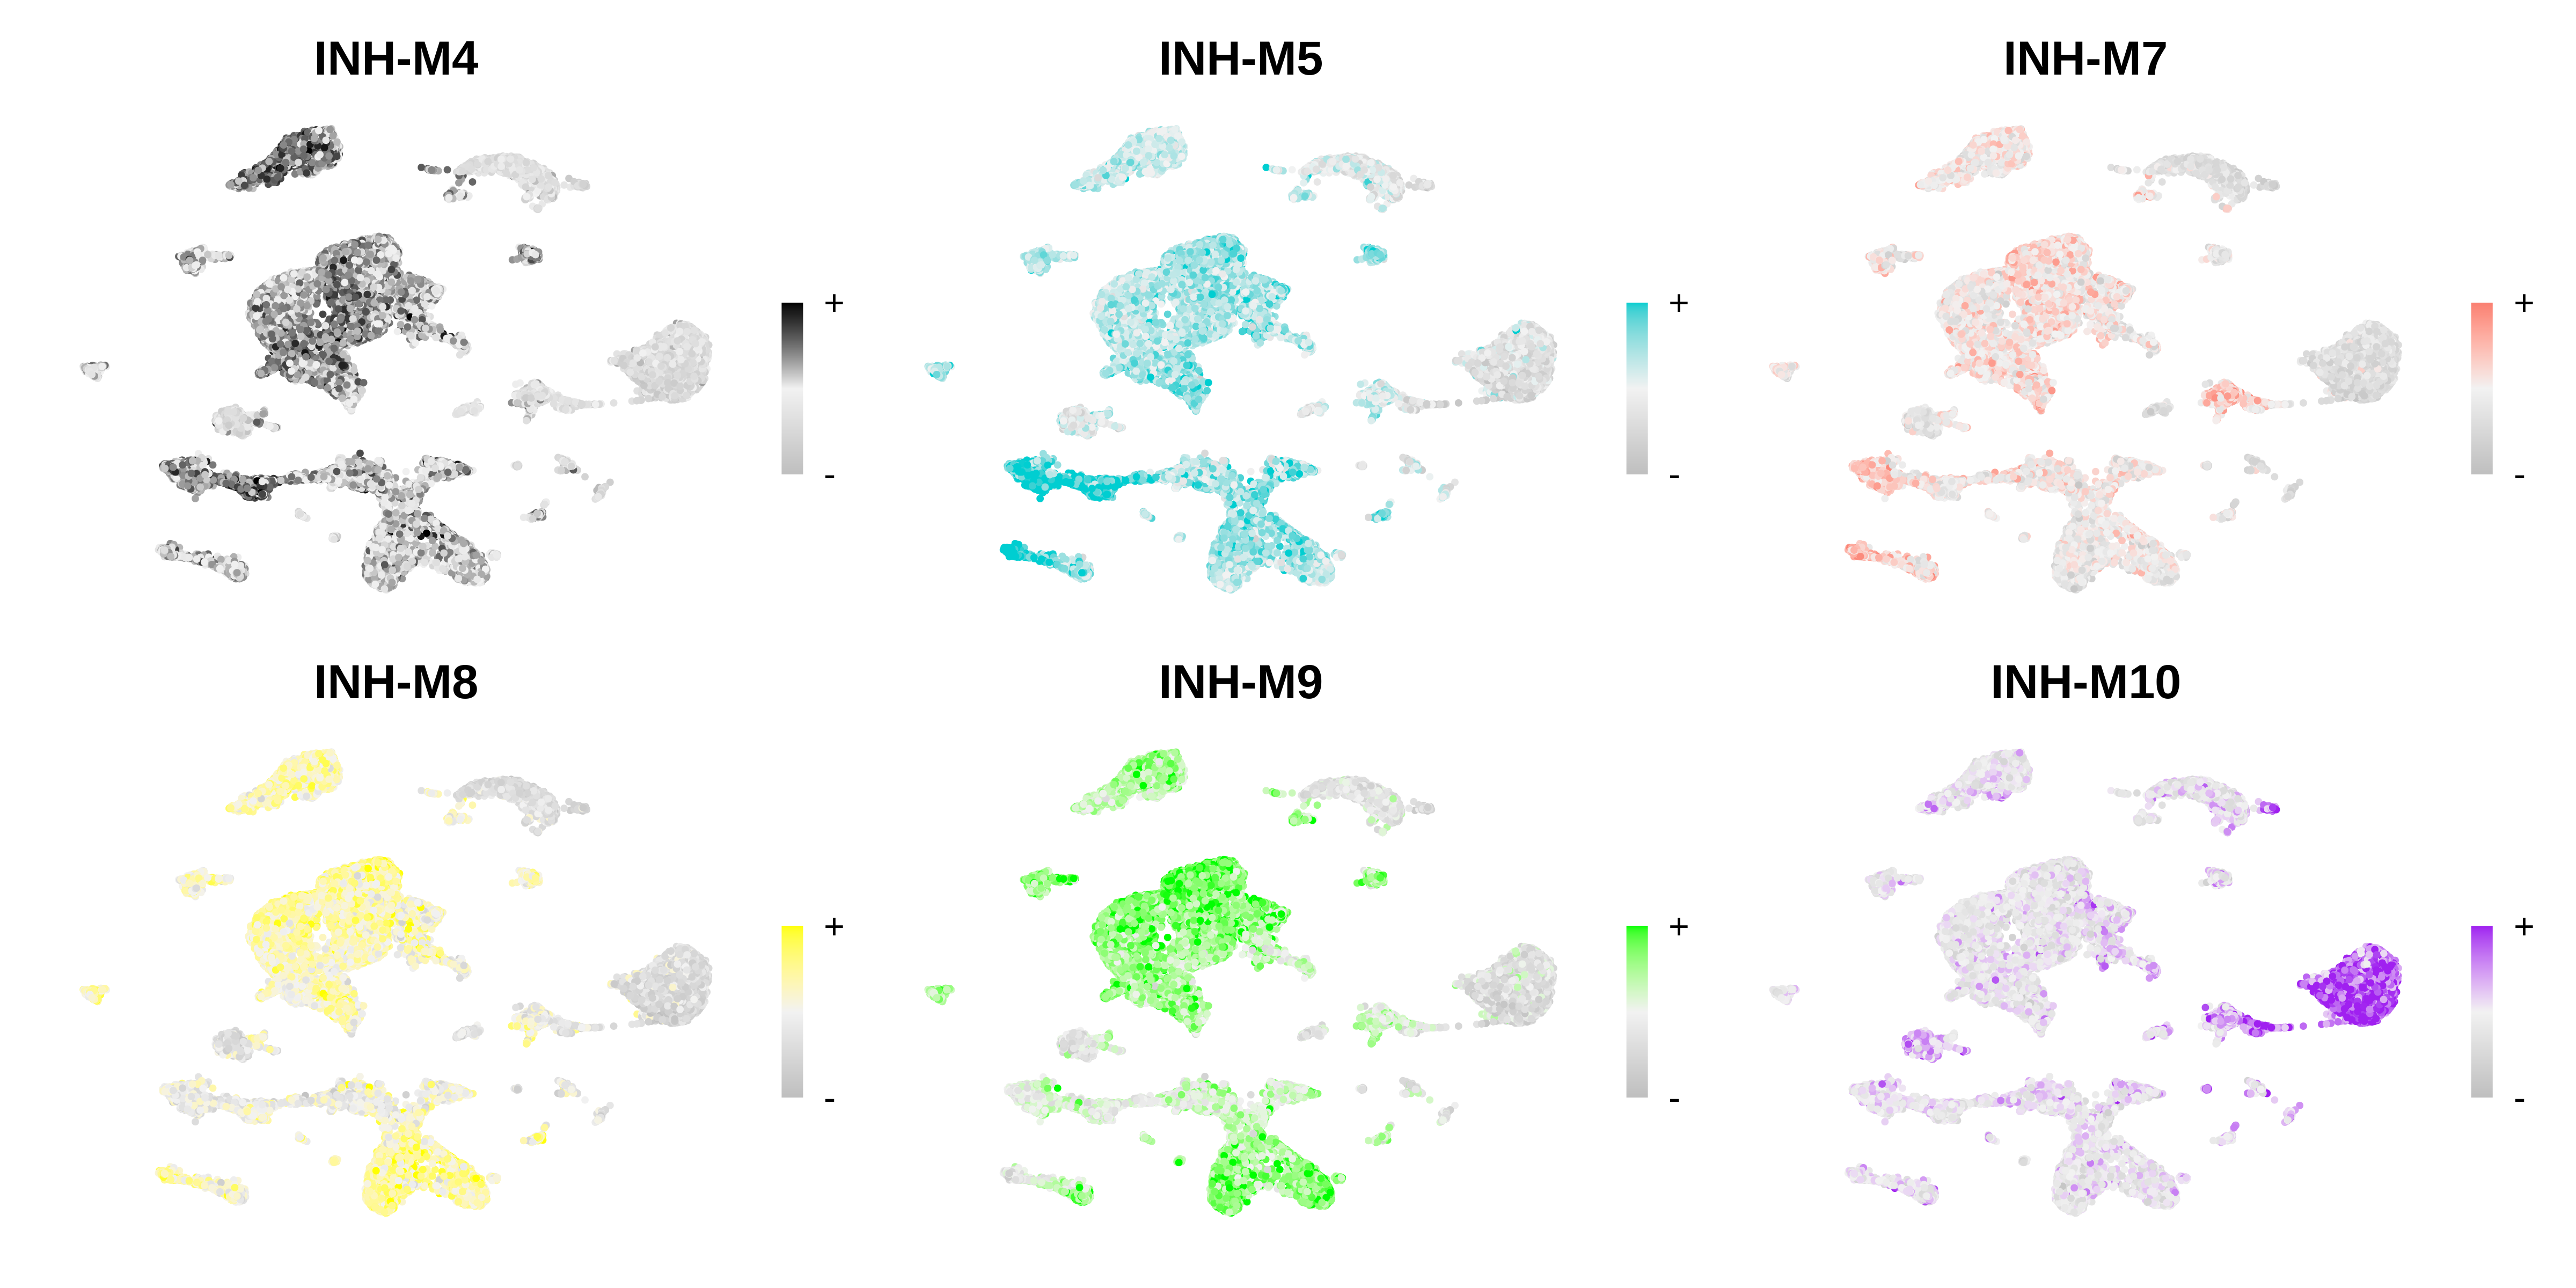 INH-M4
INH-M5
INH-M7
+
-
+
-
+
-
INH-M8
INH-M9
INH-M10
+
-
+
-
+
-